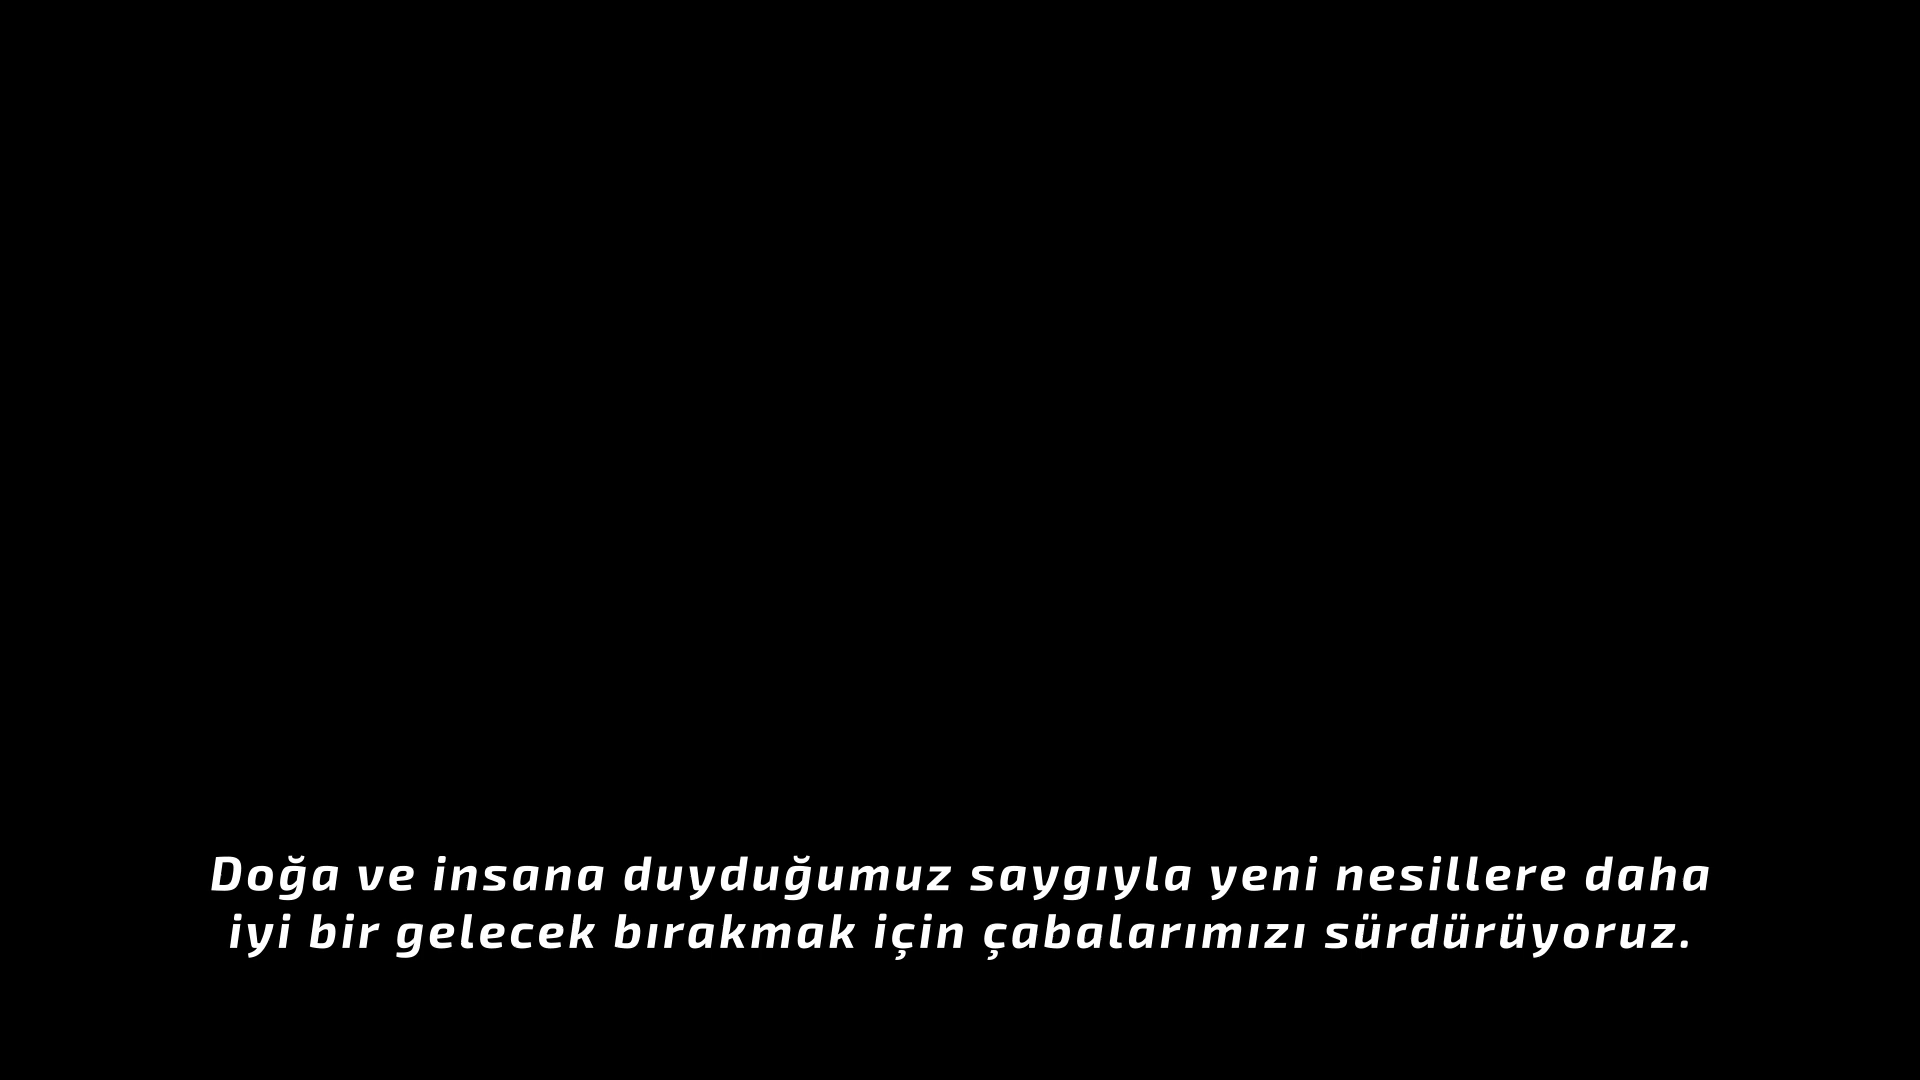 Doğa ve insana duyduğumuz saygıyla yeni nesillere daha
iyi bir gelecek bırakmak için çabalarımızı sürdürüyoruz.